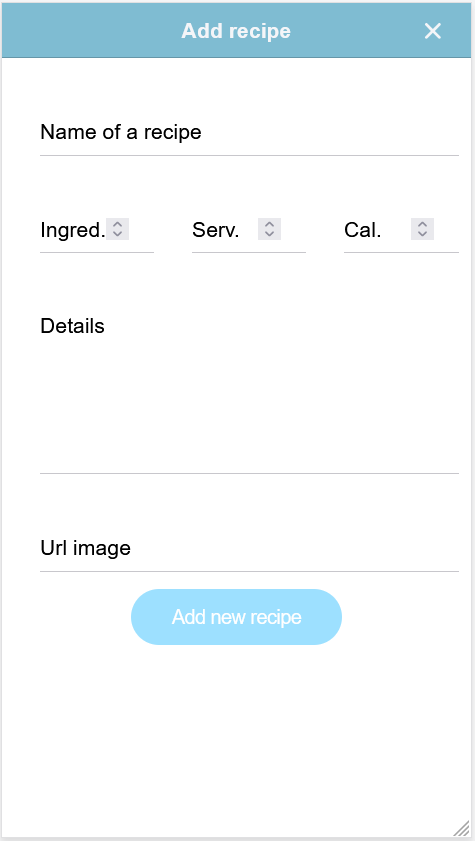 Add recipe
Name of a recipe
Ingred. Serv. Cal.
Details
Url image
Add new recipe